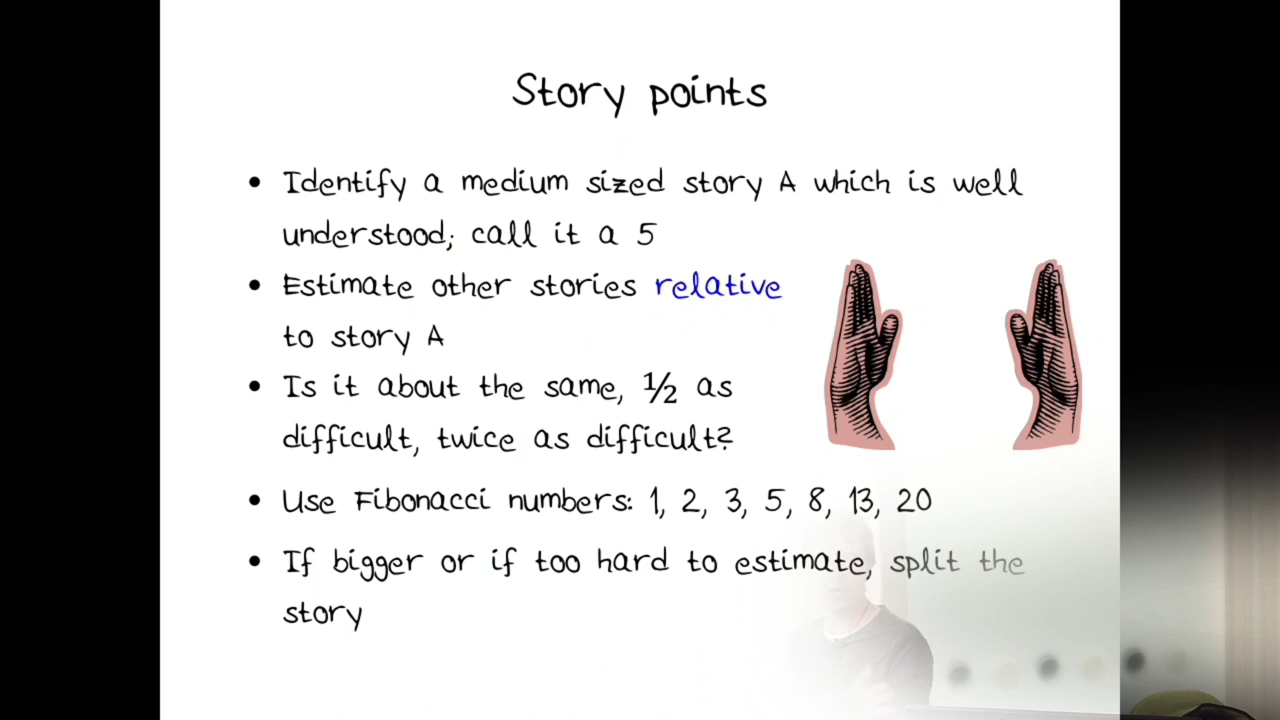 Story points
• Identify a medium sized story A which is well
understood; call it a 5
• Estimate other stories relative
to story A
• Is it about the same, ½ as
difficult, twice as difficult?
• Use Fibonacci numbers: 1, 2, 3, 5, 8, 13, 20
• If bigger or if too hard to estimate, split the
story